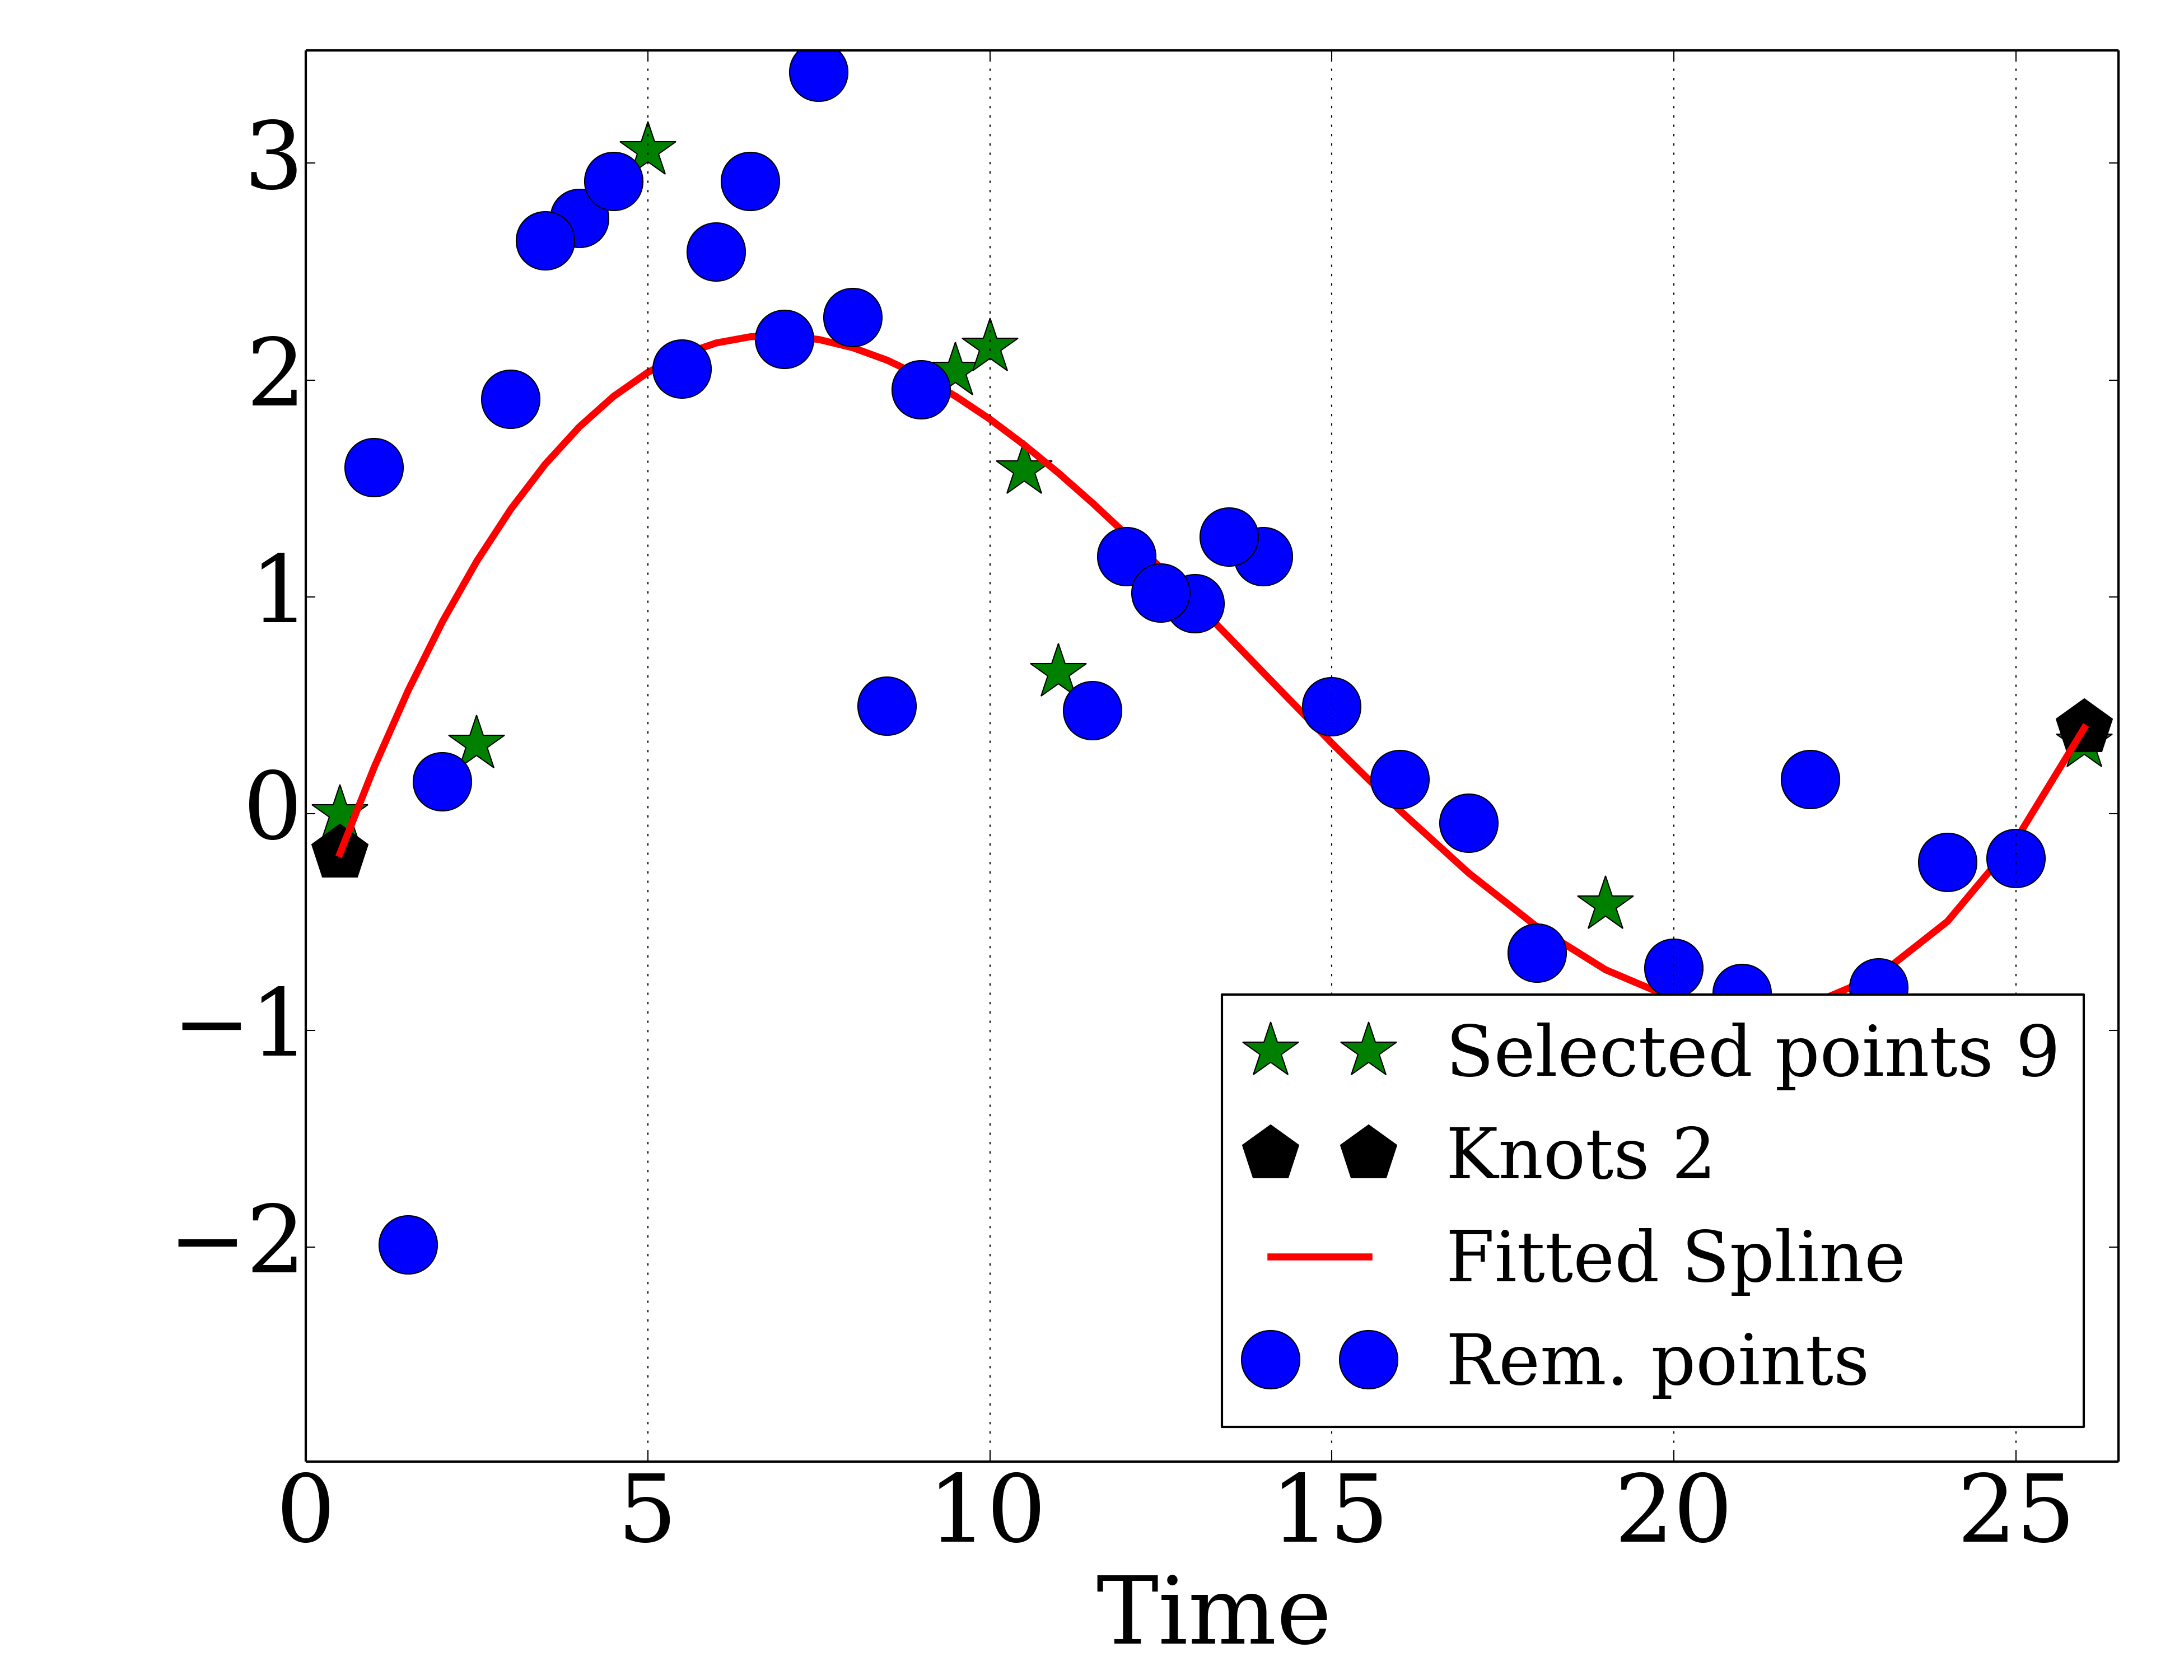 3
2
1
0
−1
−2
Selected points 9
Knots 2
Fitted Spline
Rem. points
0 5 10 15 20 25
Time